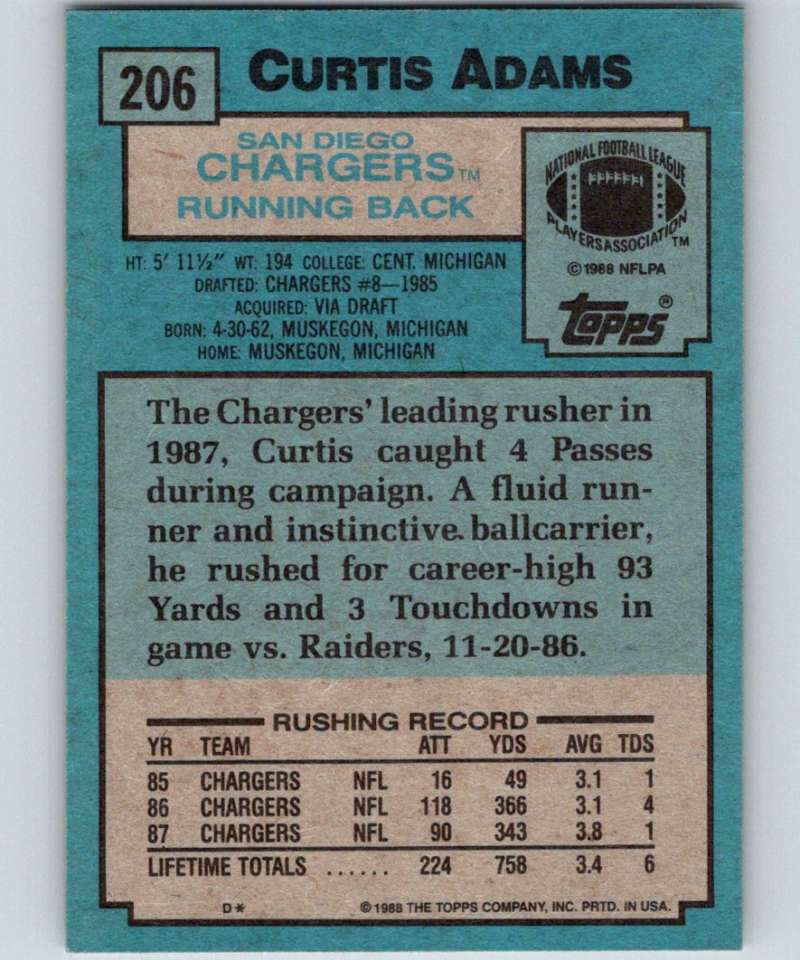 206
CURTIS ADAMS
SAN DIEGO
CHARGERS™
RUNNING BACK
NATIONAL FOOTBALL LEAGUE
PLAYERS ASSOCIATION™
©1988 NFLPA
topps®
HT: 5' 11½" WT: 194 COLLEGE: CENT. MICHIGAN
DRAFTED: CHARGERS #8—1985
ACQUIRED: VIA DRAFT
BORN: 4-30-62, MUSKEGON, MICHIGAN
HOME: MUSKEGON, MICHIGAN
The Chargers' leading rusher in
1987, Curtis caught 4 Passes
during campaign. A fluid run-
ner and instinctive. ballcarrier,
he rushed for career-high 93
Yards and 3 Touchdowns in
game vs. Raiders, 11-20-86.
RUSHING RECORD
YR TEAM ATT YDS AVG TDS
85 CHARGERS NFL 16 49 3.1 1
86 CHARGERS NFL 118 366 3.1 4
87 CHARGERS NFL 90 343 3.8 1
LIFETIME TOTALS ...... 224 758 3.4 6
D* ©1988 THE TOPPS COMPANY, INC. PRTD. IN USA.